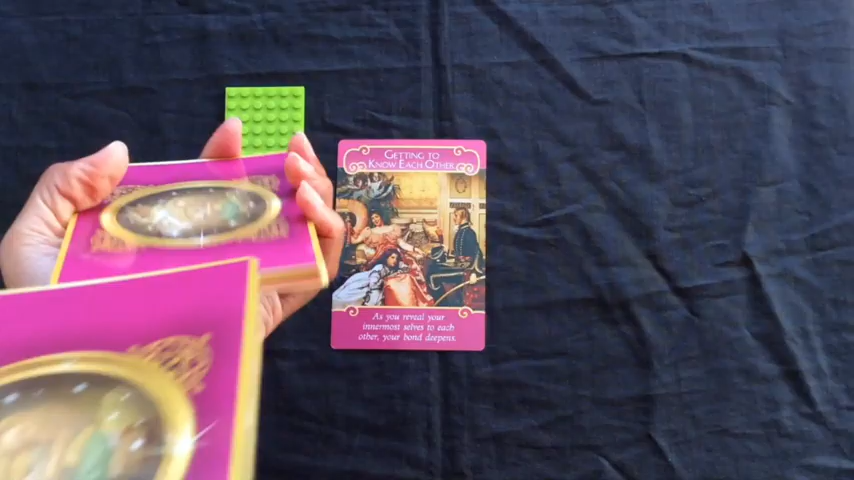 Getting to
Know Each Other
As you reveal your
innermost selves to each
other, your bond deepens.